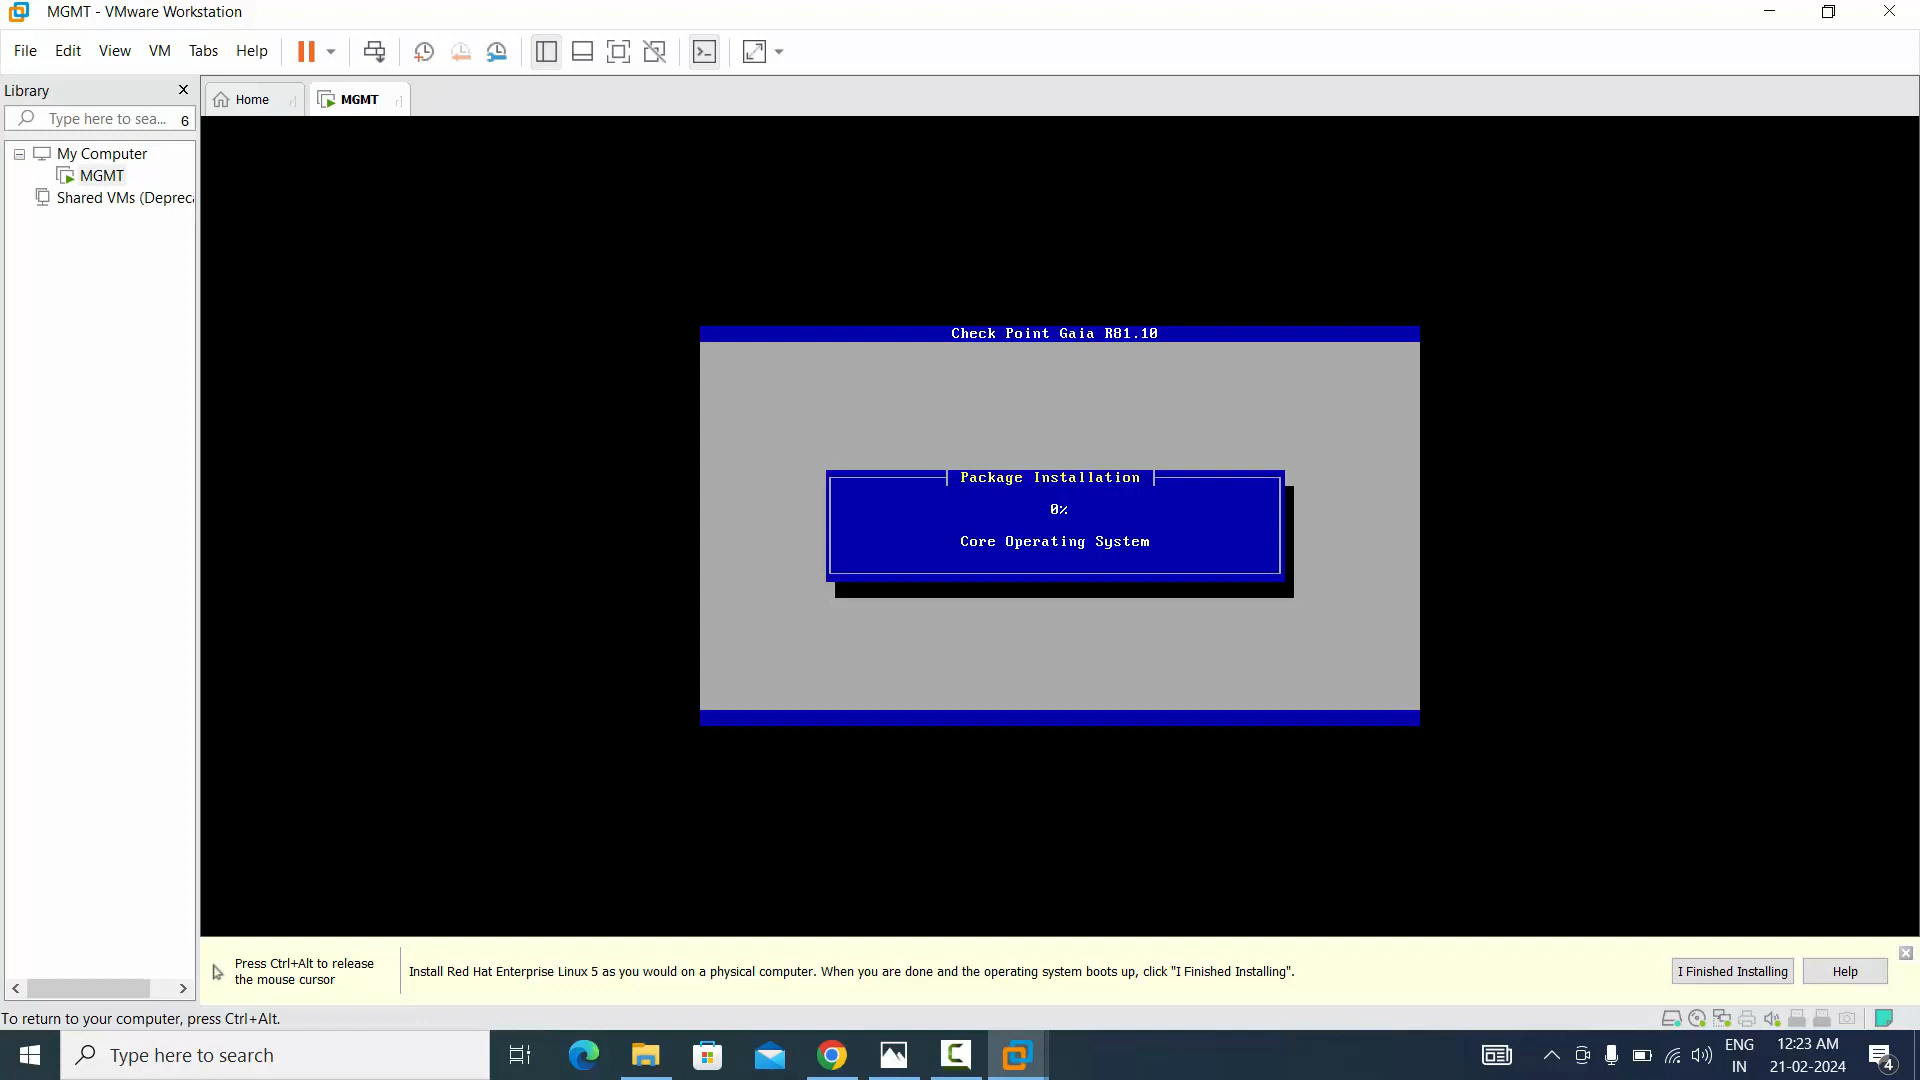 MGMT - VMware Workstation
File Edit View VM Tabs Help
Library
Home
MGMT
Type here to sea... 6
My Computer
MGMT
Shared VMs (Depreca
Check Point Gaia R81.10
Package Installation
0%
Core Operating System
Press Ctrl+Alt to release
the mouse cursor
Install Red Hat Enterprise Linux 5 as you would on a physical computer. When you are done and the operating system boots up, click "I Finished Installing".
I Finished Installing
Help
To return to your computer, press Ctrl+Alt.
Type here to search
ENG
IN
12:23 AM
21-02-2024
4